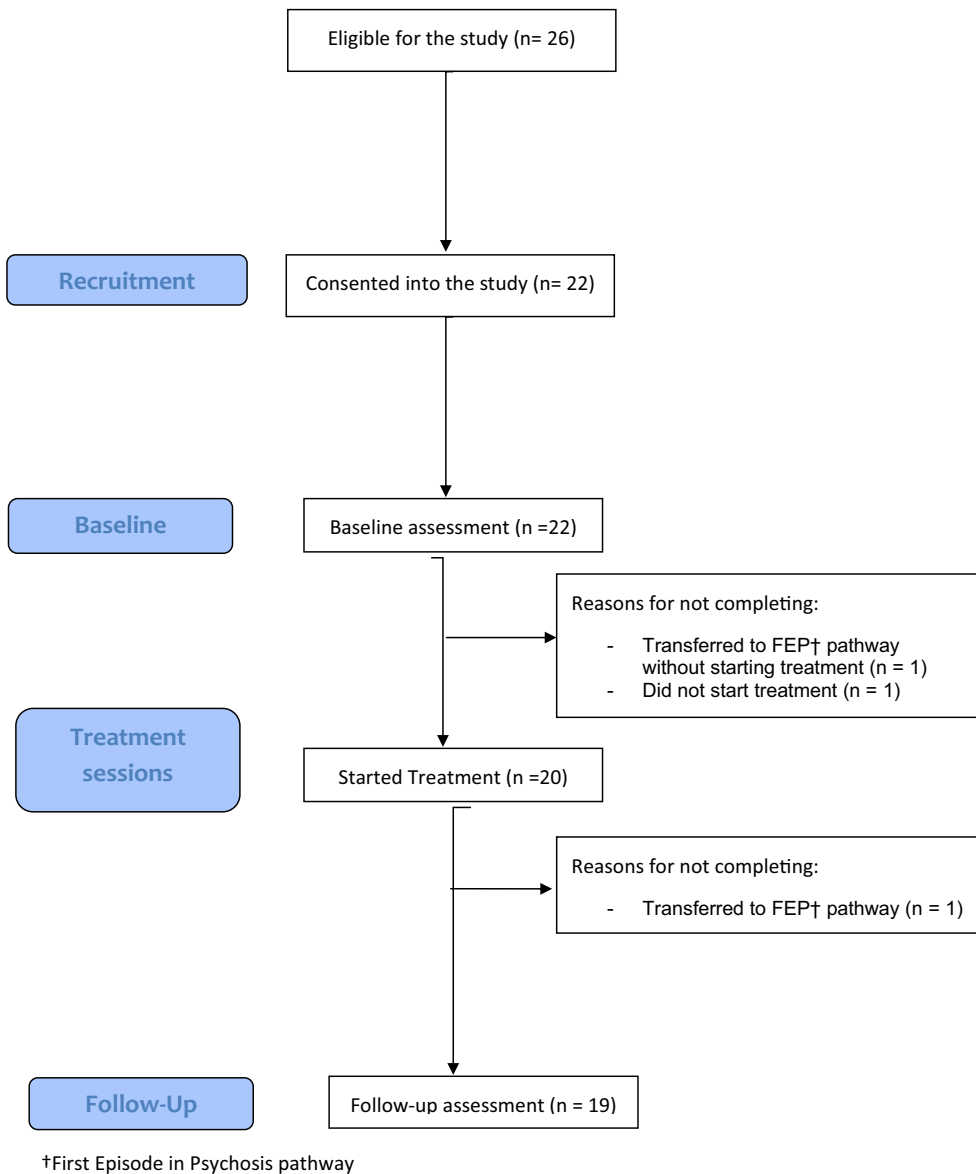 Eligible for the study (n= 26)
Recruitment
Consented into the study (n= 22)
Baseline
Baseline assessment (n =22)
Reasons for not completing:
- Transferred to FEP† pathway
without starting treatment (n = 1)
- Did not start treatment (n = 1)
Treatment
sessions
Started Treatment (n =20)
Reasons for not completing:
- Transferred to FEP† pathway (n = 1)
Follow-Up
Follow-up assessment (n = 19)
†First Episode in Psychosis pathway